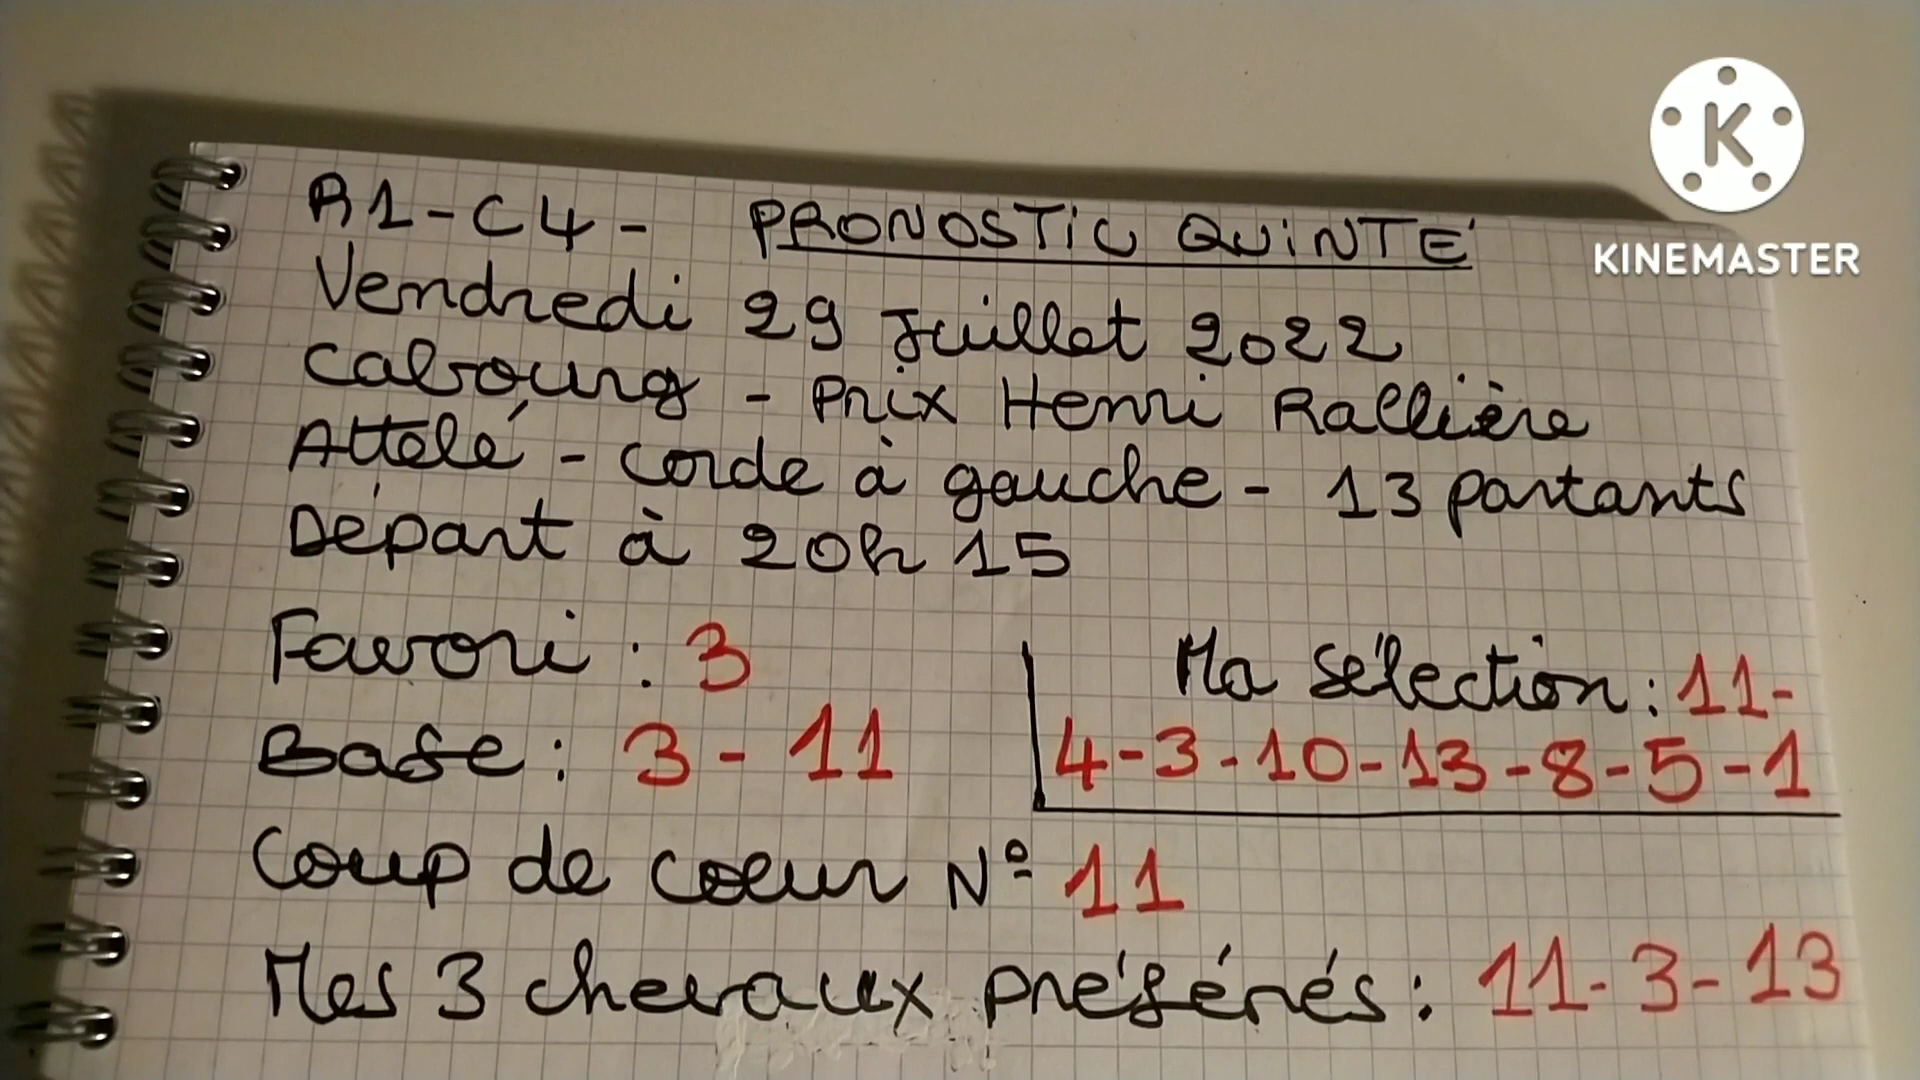 R1-C4- PRONOSTIC QUINTÉ
Vendredi 29 Juillet 2022
Cabourg - Prix Henri Rallière
Attelé - Corde à gauche - 13 partants
Départ à 20h15
Favori : 3
Base : 3 - 11
Ma sélection : 11-
4-3-10-13-8-5-1
Coup de coeur Nº 11
Mes 3 chevaux préférés : 11-3-13
K
KINEMASTER